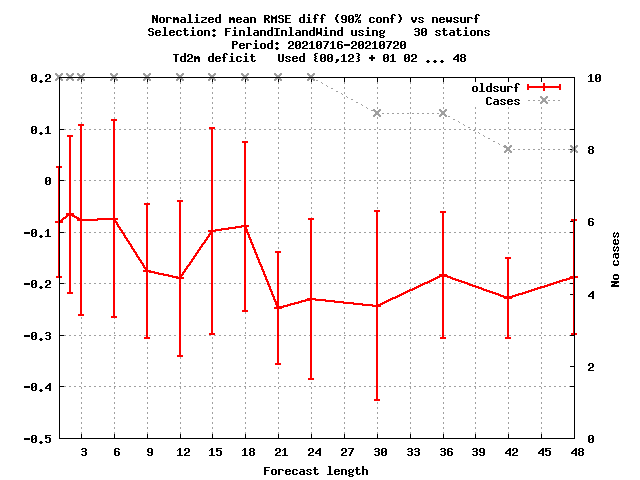 Normalized mean RMSE diff (90% conf) vs newsurf
Selection: FinlandInlandWind using    30 stations
Period: 20210716-20210720
Td2m deficit   Used {00,12} + 01 02 ... 48
oldsurf
Cases
0.2
0.1
0
-0.1
-0.2
-0.3
-0.4
-0.5
10
8
6
4
2
0
No cases
3 6 9 12 15 18 21 24 27 30 33 36 39 42 45 48
Forecast length